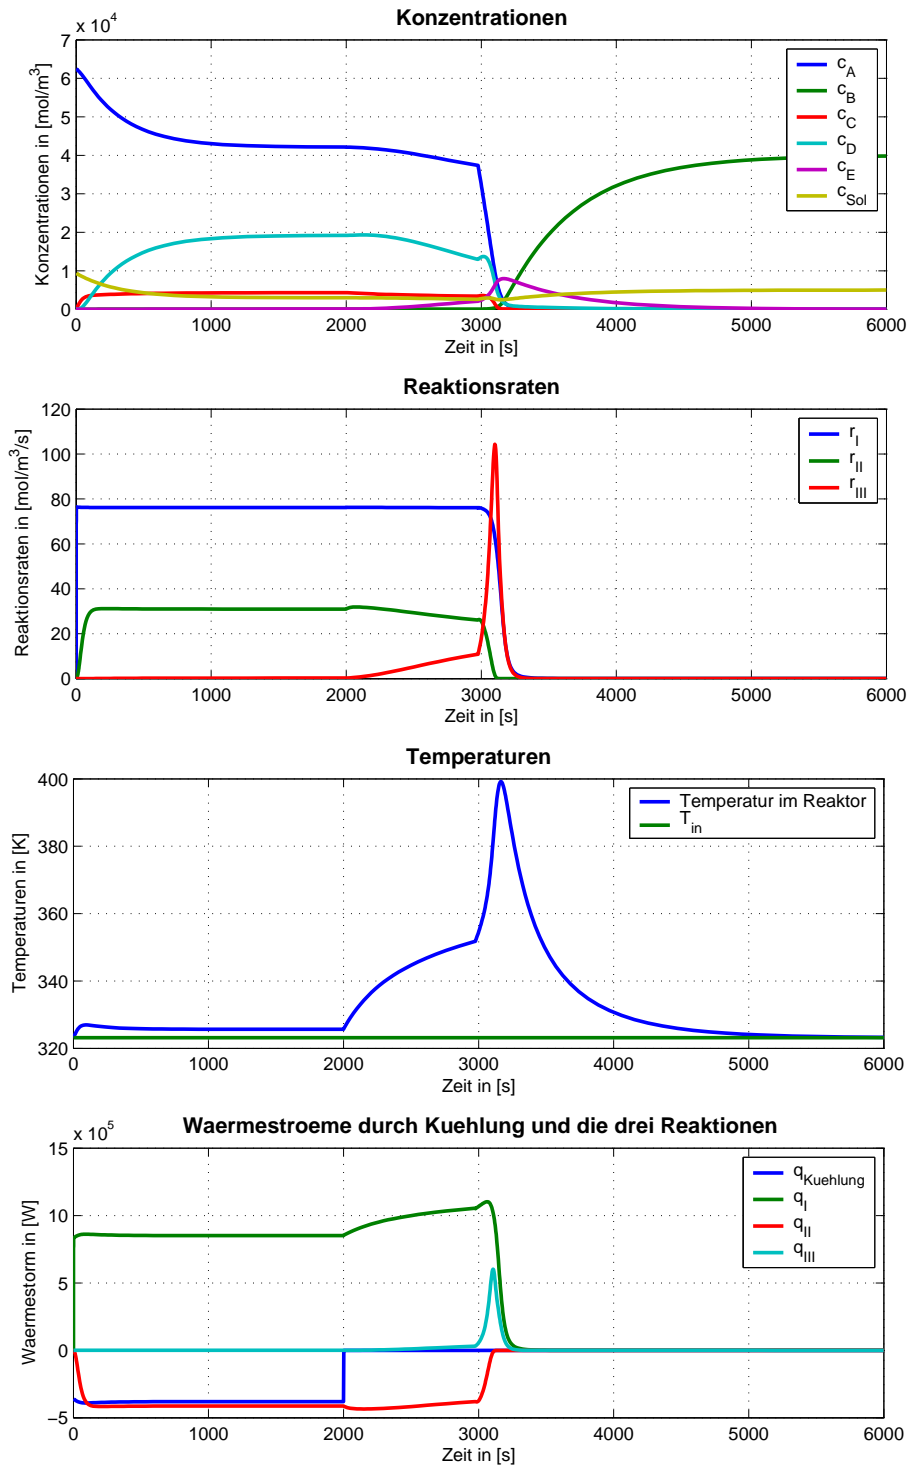 Konzentrationen
x 10^4
Konzentrationen in [mol/m^3]
7
6
5
4
3
2
1
0
0 1000 2000 3000 4000 5000 6000
Zeit in [s]
c_A
c_B
c_C
c_D
c_E
c_Sol
Reaktionsraten
Reaktionsraten in [mol/m^3/s]
120
100
80
60
40
20
0
0 1000 2000 3000 4000 5000 6000
Zeit in [s]
r_I
r_II
r_III
Temperaturen
Temperaturen in [K]
400
380
360
340
320
0 1000 2000 3000 4000 5000 6000
Zeit in [s]
Temperatur im Reaktor
T_in
Waermestroeme durch Kuehlung und die drei Reaktionen
x 10^5
Waermestorm in [W]
15
10
5
0
−5
0 1000 2000 3000 4000 5000 6000
Zeit in [s]
q_Kuehlung
q_I
q_II
q_III